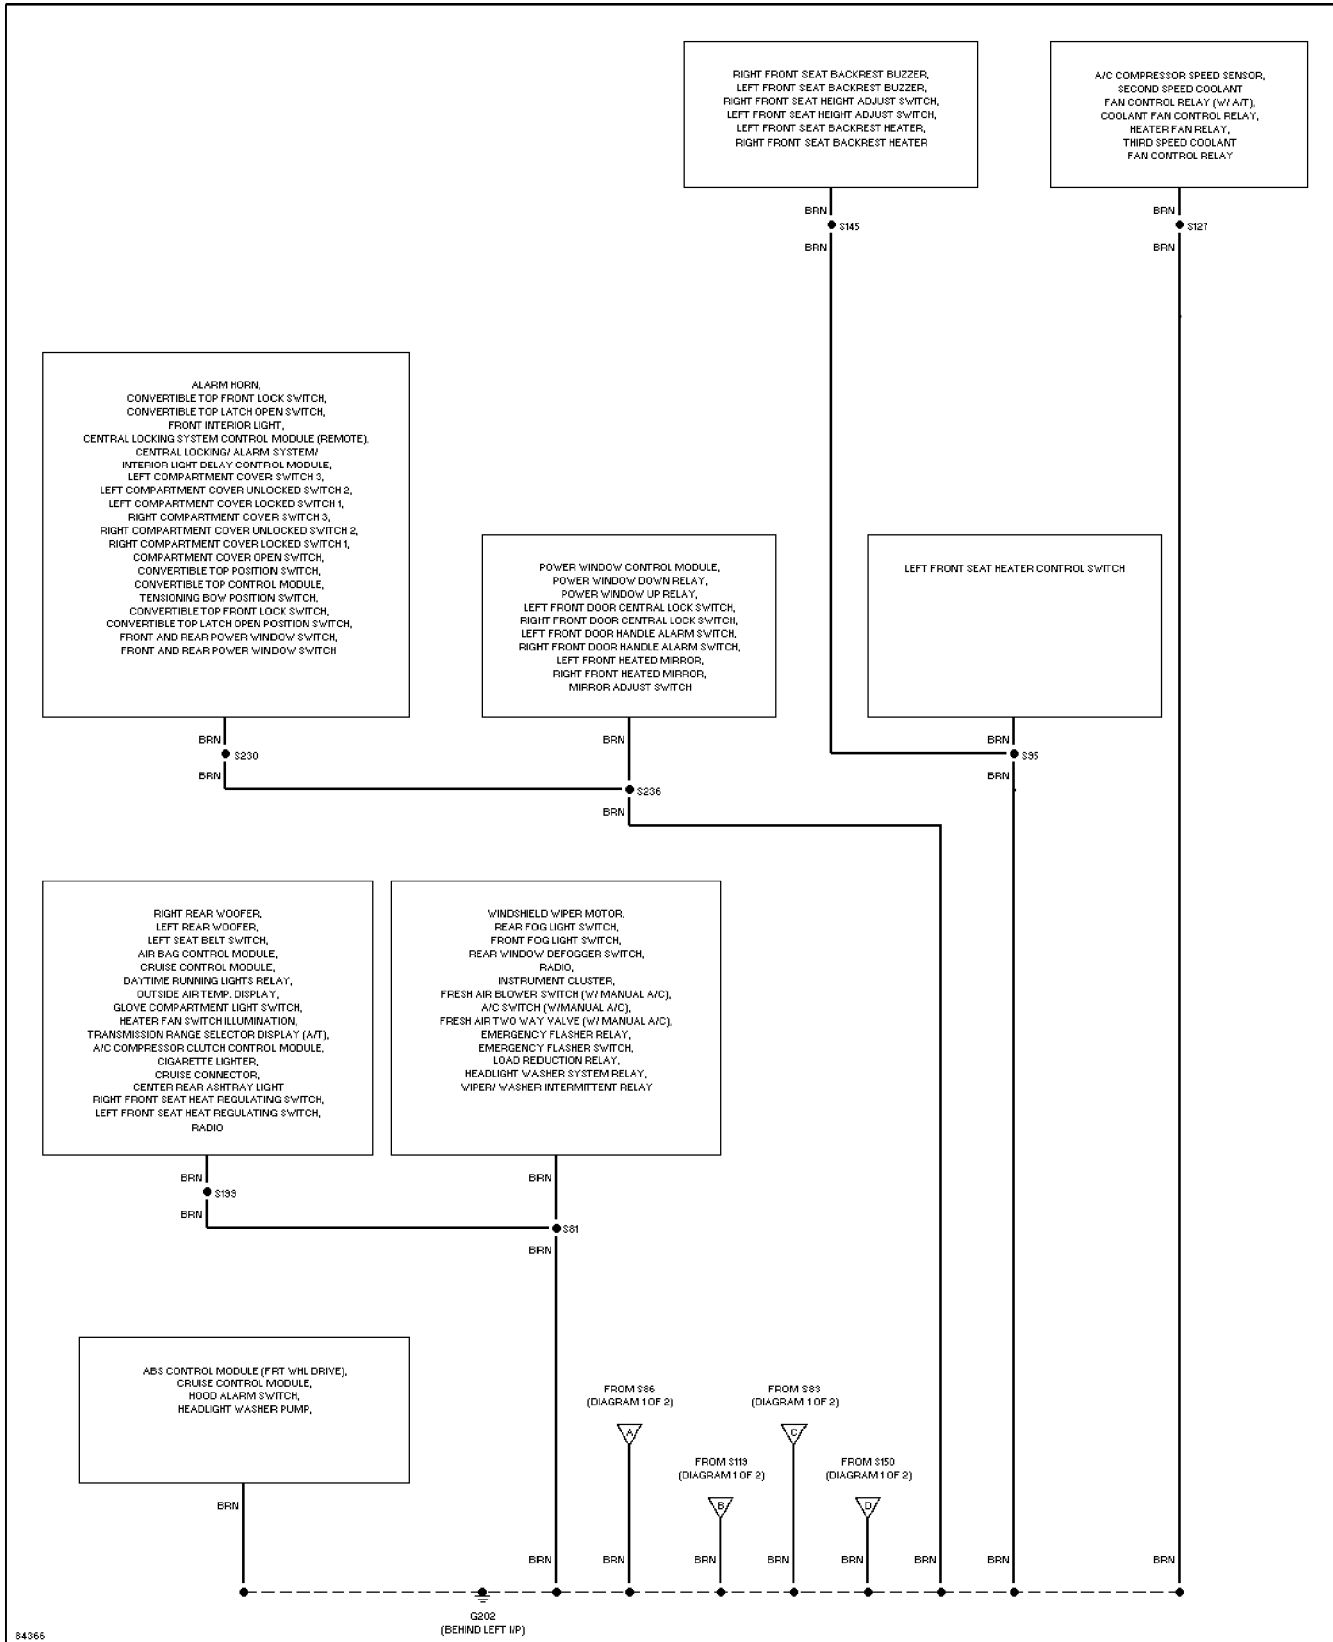 RIGHT FRONT SEAT BACKREST BUZZER,
LEFT FRONT SEAT BACKREST BUZZER,
RIGHT FRONT SEAT HEIGHT ADJUST SWITCH,
LEFT FRONT SEAT HEIGHT ADJUST SWITCH,
LEFT FRONT SEAT BACKREST HEATER,
RIGHT FRONT SEAT BACKREST HEATER
A/C COMPRESSOR SPEED SENSOR,
SECOND SPEED COOLANT
FAN CONTROL RELAY (W/ A/T),
COOLANT FAN CONTROL RELAY,
HEATER FAN RELAY,
THIRD SPEED COOLANT
FAN CONTROL RELAY
BRN
S145
BRN
BRN
S127
BRN
ALARM HORN,
CONVERTIBLE TOP FRONT LOCK SWITCH,
CONVERTIBLE TOP LATCH OPEN SWITCH,
FRONT INTERIOR LIGHT,
CENTRAL LOCKING SYSTEM CONTROL MODULE (REMOTE),
CENTRAL LOCKING/ ALARM SYSTEM/
INTERIOR LIGHT DELAY CONTROL MODULE,
LEFT COMPARTMENT COVER SWITCH 3,
LEFT COMPARTMENT COVER UNLOCKED SWITCH 2,
LEFT COMPARTMENT COVER LOCKED SWITCH 1,
RIGHT COMPARTMENT COVER SWITCH 3,
RIGHT COMPARTMENT COVER UNLOCKED SWITCH 2,
RIGHT COMPARTMENT COVER LOCKED SWITCH 1,
COMPARTMENT COVER OPEN SWITCH,
CONVERTIBLE TOP POSITION SWITCH,
CONVERTIBLE TOP CONTROL MODULE,
TENSIONING BOW POSITION SWITCH,
CONVERTIBLE TOP FRONT LOCK SWITCH,
CONVERTIBLE TOP LATCH OPEN POSITION SWITCH,
FRONT AND REAR POWER WINDOW SWITCH,
FRONT AND REAR POWER WINDOW SWITCH
POWER WINDOW CONTROL MODULE,
POWER WINDOW DOWN RELAY,
POWER WINDOW UP RELAY,
LEFT FRONT DOOR CENTRAL LOCK SWITCH,
RIGHT FRONT DOOR CENTRAL LOCK SWITCH,
LEFT FRONT DOOR HANDLE ALARM SWITCH,
RIGHT FRONT DOOR HANDLE ALARM SWITCH,
LEFT FRONT HEATED MIRROR,
RIGHT FRONT HEATED MIRROR,
MIRROR ADJUST SWITCH
LEFT FRONT SEAT HEATER CONTROL SWITCH
BRN
S230
BRN
BRN
S236
BRN
BRN
S95
BRN
RIGHT REAR WOOFER,
LEFT REAR WOOFER,
LEFT SEAT BELT SWITCH,
AIR BAG CONTROL MODULE,
CRUISE CONTROL MODULE,
DAYTIME RUNNING LIGHTS RELAY,
OUTSIDE AIR TEMP. DISPLAY,
GLOVE COMPARTMENT LIGHT SWITCH,
HEATER FAN SWITCH ILLUMINATION,
TRANSMISSION RANGE SELECTOR DISPLAY (A/T),
A/C COMPRESSOR CLUTCH CONTROL MODULE,
CIGARETTE LIGHTER,
CRUISE CONNECTOR,
CENTER REAR ASHTRAY LIGHT
RIGHT FRONT SEAT HEAT REGULATING SWITCH,
LEFT FRONT SEAT HEAT REGULATING SWITCH,
RADIO
WINDSHIELD WIPER MOTOR,
REAR FOG LIGHT SWITCH,
FRONT FOG LIGHT SWITCH,
REAR WINDOW DEFOGGER SWITCH,
RADIO,
INSTRUMENT CLUSTER,
FRESH AIR BLOWER SWITCH (W/ MANUAL A/C),
A/C SWITCH (W/MANUAL A/C),
FRESH AIR TWO WAY VALVE (W/ MANUAL A/C),
EMERGENCY FLASHER RELAY,
EMERGENCY FLASHER SWITCH,
LOAD REDUCTION RELAY,
HEADLIGHT WASHER SYSTEM RELAY,
WIPER/ WASHER INTERMITTENT RELAY
BRN
S199
BRN
BRN
S81
BRN
ABS CONTROL MODULE (FRT WHL DRIVE),
CRUISE CONTROL MODULE,
HOOD ALARM SWITCH,
HEADLIGHT WASHER PUMP,
BRN
FROM S86
(DIAGRAM 1 OF 2)
A
FROM S119
(DIAGRAM 1 OF 2)
B
FROM S83
(DIAGRAM 1 OF 2)
C
FROM S150
(DIAGRAM 1 OF 2)
D
BRN BRN BRN BRN BRN BRN BRN BRN
G202
(BEHIND LEFT I/P)
84366